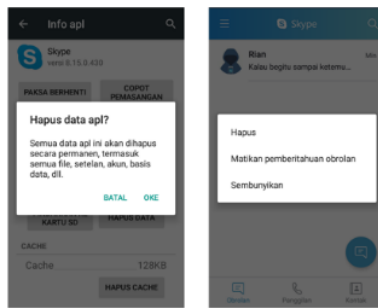 Info apl
Skype
versi 8.15.0.439
PAKSA BERHENTI
COPOT
PEMASANGAN
Hapus data apl?
Semua data apl ini akan dihapus
secara permanen, termasuk
semua file, setelan, akun, basis
data, dll.
BATAL OKE
KARTU SD
HAPUS DATA
CACHE
Cache 128KB
HAPUS CACHE
Skype
Rian
Min
Kalau begitu sampai ketemu...
Hapus
Matikan pemberitahuan obrolan
Sembunyikan
Obrolan
Panggilan
Kontak